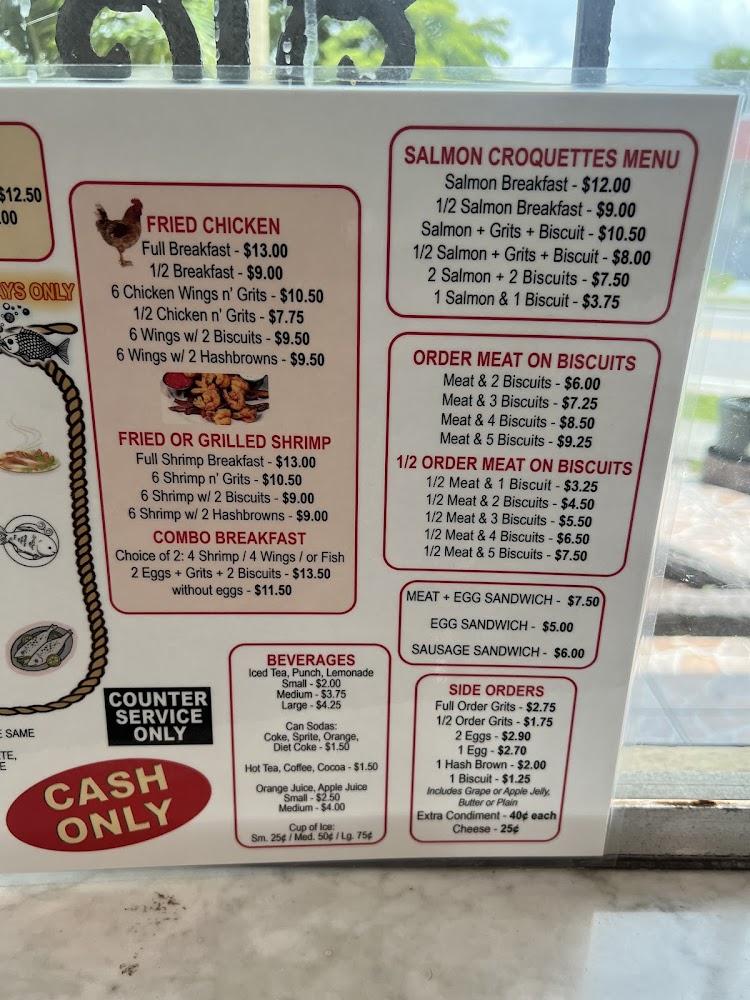 $12.50
.00
AYS ONLY
E SAME
TE,
E
FRIED CHICKEN
Full Breakfast - $13.00
1/2 Breakfast - $9.00
6 Chicken Wings n' Grits - $10.50
1/2 Chicken n' Grits - $7.75
6 Wings w/ 2 Biscuits - $9.50
6 Wings w/ 2 Hashbrowns - $9.50
FRIED OR GRILLED SHRIMP
Full Shrimp Breakfast - $13.00
6 Shrimp n' Grits - $10.50
6 Shrimp w/ 2 Biscuits - $9.00
6 Shrimp w/ 2 Hashbrowns - $9.00
COMBO BREAKFAST
Choice of 2: 4 Shrimp / 4 Wings / or Fish
2 Eggs + Grits + 2 Biscuits - $13.50
without eggs - $11.50
COUNTER
SERVICE
ONLY
CASH
ONLY
BEVERAGES
Iced Tea, Punch, Lemonade
Small - $2.00
Medium - $3.75
Large - $4.25
Can Sodas:
Coke, Sprite, Orange,
Diet Coke - $1.50
Hot Tea, Coffee, Cocoa - $1.50
Orange Juice, Apple Juice
Small - $2.50
Medium - $4.00
Cup of Ice:
Sm. 25¢ / Med. 50¢ / Lg. 75¢
SALMON CROQUETTES MENU
Salmon Breakfast - $12.00
1/2 Salmon Breakfast - $9.00
Salmon + Grits + Biscuit - $10.50
1/2 Salmon + Grits + Biscuit - $8.00
2 Salmon + 2 Biscuits - $7.50
1 Salmon & 1 Biscuit - $3.75
ORDER MEAT ON BISCUITS
Meat & 2 Biscuits - $6.00
Meat & 3 Biscuits - $7.25
Meat & 4 Biscuits - $8.50
Meat & 5 Biscuits - $9.25
1/2 ORDER MEAT ON BISCUITS
1/2 Meat & 1 Biscuit - $3.25
1/2 Meat & 2 Biscuits - $4.50
1/2 Meat & 3 Biscuits - $5.50
1/2 Meat & 4 Biscuits - $6.50
1/2 Meat & 5 Biscuits - $7.50
MEAT + EGG SANDWICH - $7.50
EGG SANDWICH - $5.00
SAUSAGE SANDWICH - $6.00
SIDE ORDERS
Full Order Grits - $2.75
1/2 Order Grits - $1.75
2 Eggs - $2.90
1 Egg - $2.70
1 Hash Brown - $2.00
1 Biscuit - $1.25
Includes Grape or Apple Jelly,
Butter or Plain
Extra Condiment - 40¢ each
Cheese - 25¢